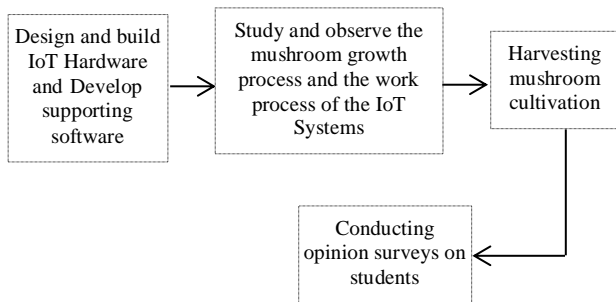 Design and build
IoT Hardware
and Develop
supporting
software
Study and observe the
mushroom growth
process and the work
process of the IoT
Systems
Harvesting
mushroom
cultivation
Conducting
opinion surveys on
students